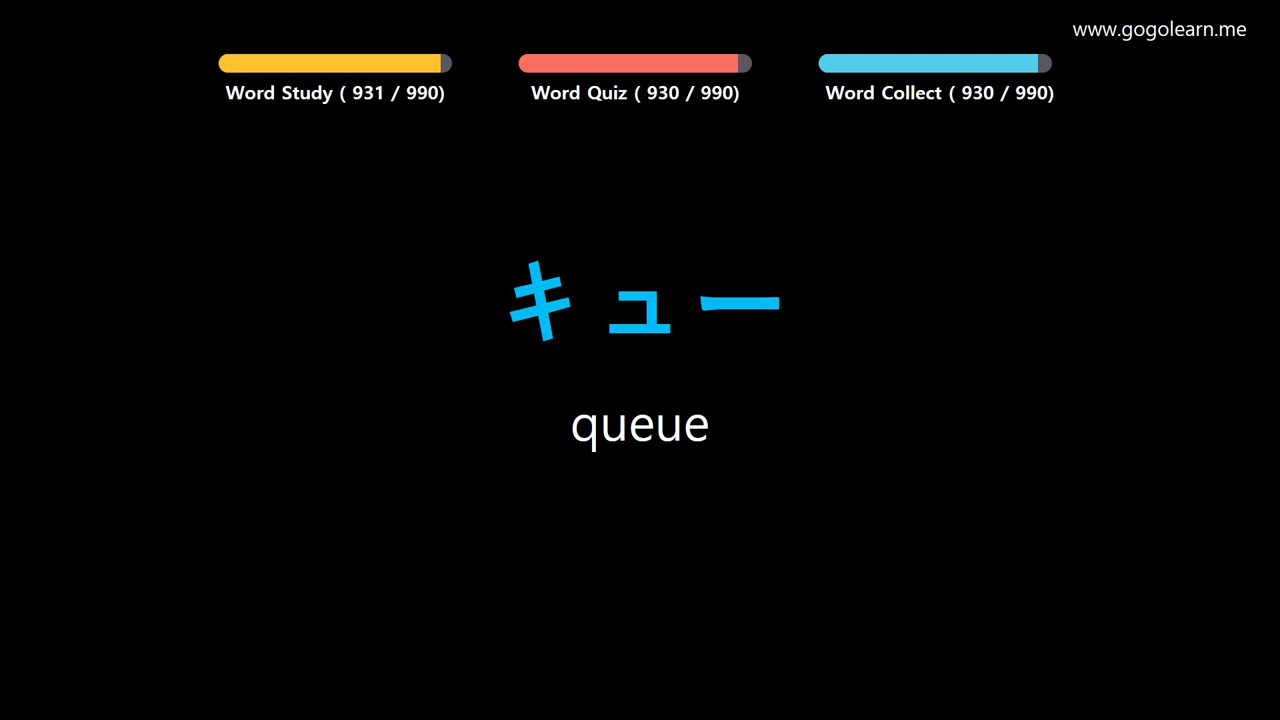 www.gogolearn.me
Word Study ( 931 / 990)
Word Quiz ( 930 / 990)
Word Collect ( 930 / 990)
キュー
queue